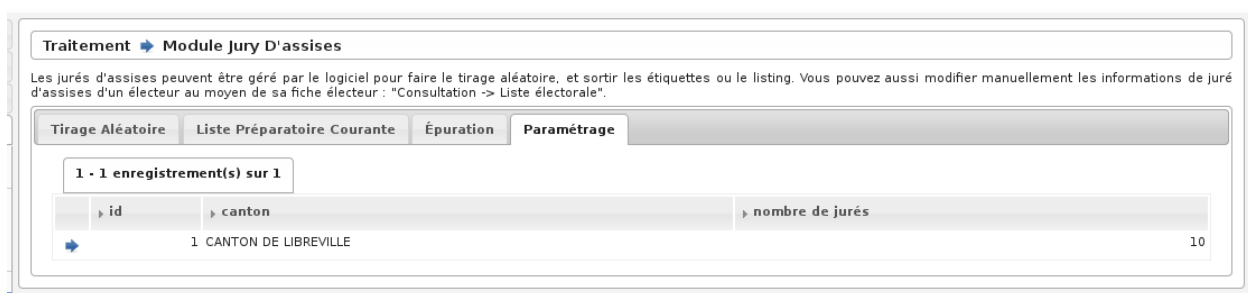 Traitement Module Jury D'assises
Les jurés d'assises peuvent être géré par le logiciel pour faire le tirage aléatoire, et sortir les étiquettes ou le listing. Vous pouvez aussi modifier manuellement les informations de juré
d'assises d'un électeur au moyen de sa fiche électeur : "Consultation -> Liste électorale".
Tirage Aléatoire Liste Préparatoire Courante Épuration Paramétrage
1 - 1 enregistrement(s) sur 1
id canton nombre de jurés
1 CANTON DE LIBREVILLE 10